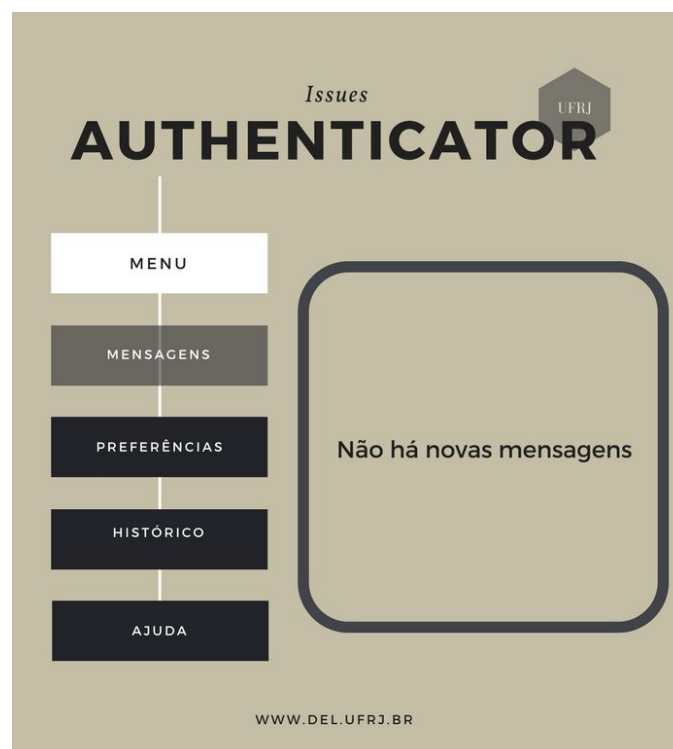 Issues
UFRJ
AUTHENTICATOR
MENU
MENSAGENS
PREFERÊNCIAS
HISTÓRICO
AJUDA
Não há novas mensagens
WWW.DEL.UFRJ.BR